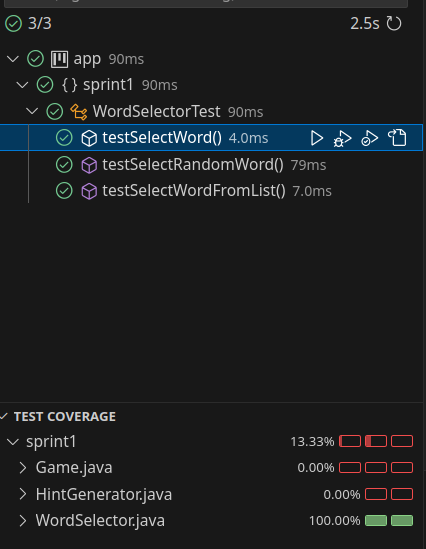 3/3 2.5s
app 90ms
{ } sprint1 90ms
WordSelectorTest 90ms
testSelectWord() 4.0ms
testSelectRandomWord() 79ms
testSelectWordFromList() 7.0ms
TEST COVERAGE
sprint1 13.33%
Game.java 0.00%
HintGenerator.java 0.00%
WordSelector.java 100.00%